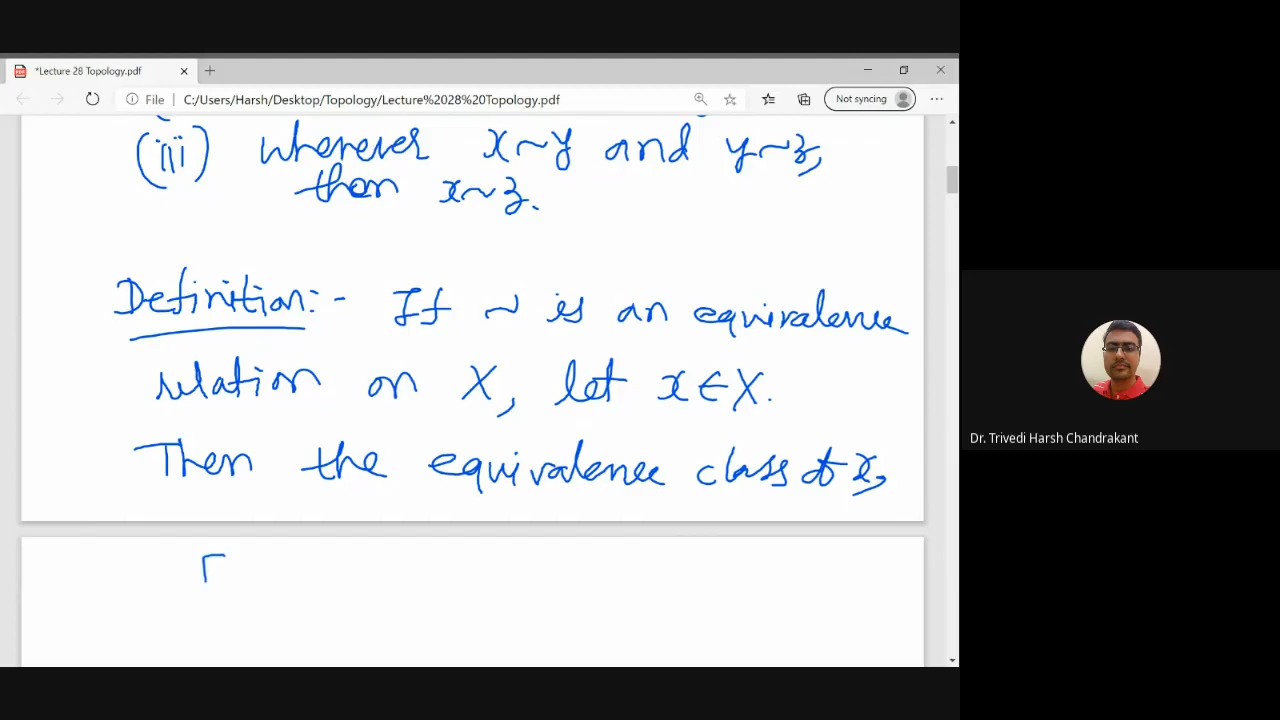 *Lecture 28 Topology.pdf
File | C:/Users/Harsh/Desktop/Topology/Lecture%2028%20Topology.pdf
Not syncing
(iii) wherever x~y and y~z,
then x~z.
Definition:- If ~ is an equivalence
relation on X, let x∈X.
Then the equivalence class of x,
[
Dr. Trivedi Harsh Chandrakant